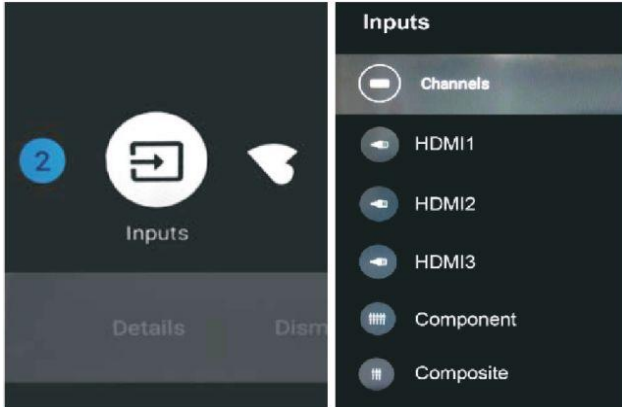 2
Inputs
Details Dism
Inputs
Channels
HDMI1
HDMI2
HDMI3
Component
Composite